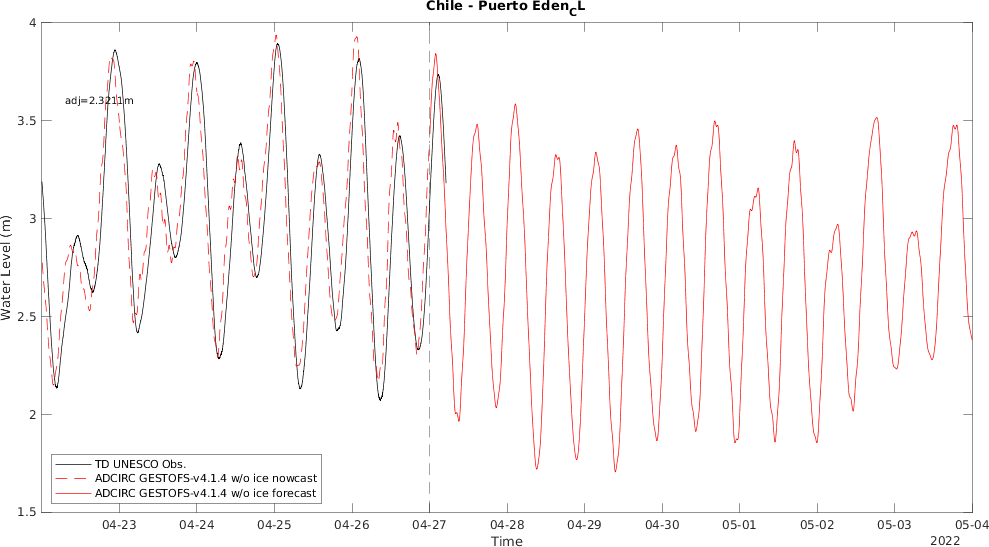 Chile - Puerto Eden_CL
4
3.5
3
2.5
2
1.5
Water Level (m)
adj=2.3211m
TD UNESCO Obs.
ADCIRC GESTOFS-v4.1.4 w/o ice nowcast
ADCIRC GESTOFS-v4.1.4 w/o ice forecast
04-23 04-24 04-25 04-26 04-27 04-28 04-29 04-30 05-01 05-02 05-03 05-04
Time
2022